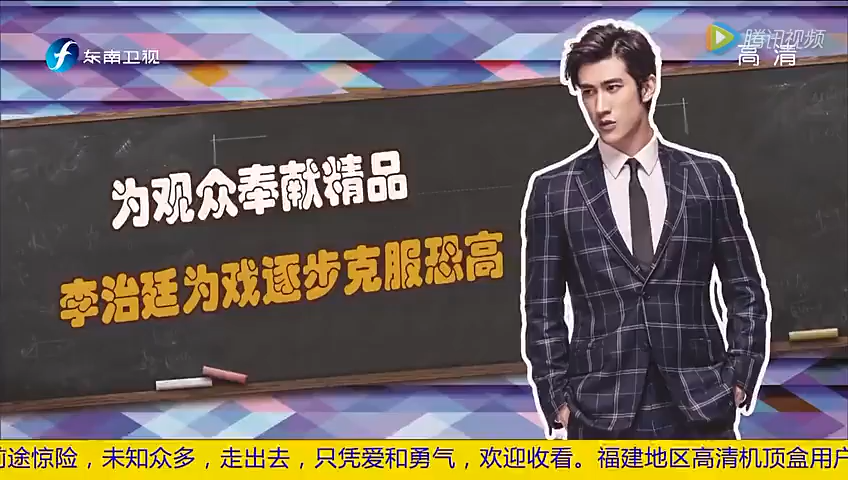 东南卫视
腾讯视频
高清
为观众奉献精品
李治廷为戏逐步克服恐高
前途惊险，未知众多，走出去，只凭爱和勇气，欢迎收看。福建地区高清机顶盒用户